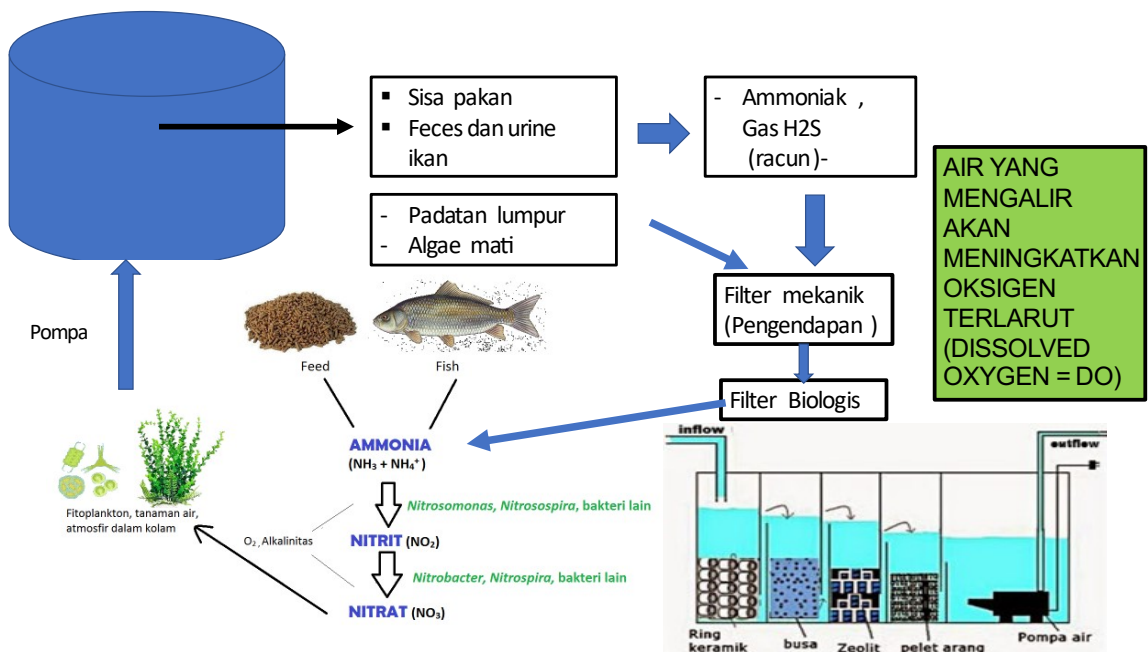 ▪ Sisa pakan
▪ Feces dan urine
ikan
- Ammoniak ,
Gas H2S
(racun)-
- Padatan lumpur
- Algae mati
AIR YANG
MENGALIR
AKAN
MENINGKATKAN
OKSIGEN
TERLARUT
(DISSOLVED
OXYGEN = DO)
Filter mekanik
(Pengendapan )
Filter Biologis
Pompa
Feed
Fish
AMMONIA
(NH₃ + NH₄⁺)
Nitrosomonas, Nitrosospira, bakteri lain
O₂ , Alkalinitas
NITRIT (NO₂)
Nitrobacter, Nitrospira, bakteri lain
NITRAT (NO₃)
Fitoplankton, tanaman air,
atmosfir dalam kolam
inflow
outflow
Ring
keramik
busa
Zeolit
pelet arang
Pompa air